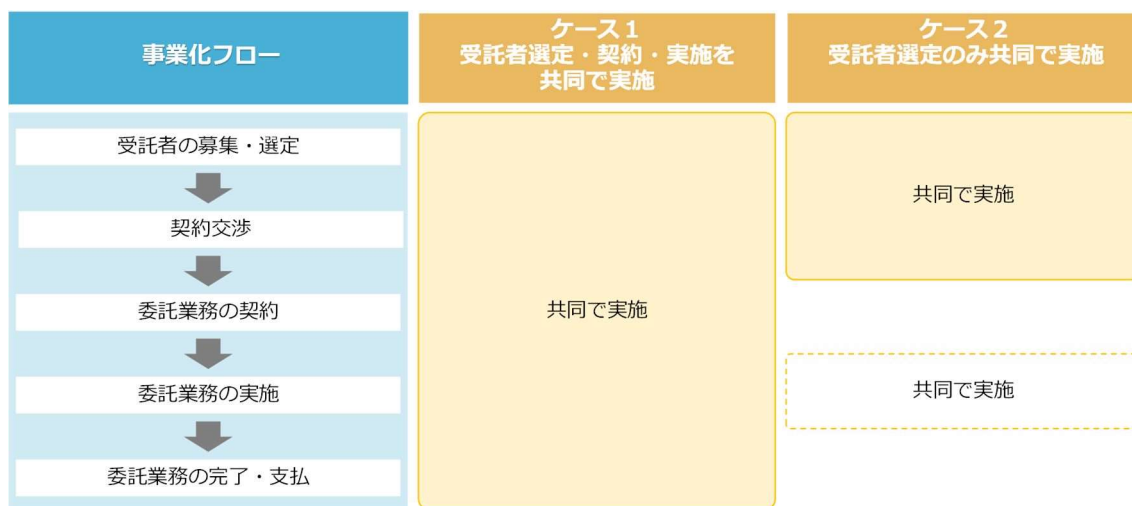 事業化フロー
ケース１
受託者選定・契約・実施を
共同で実施
ケース２
受託者選定のみ共同で実施
受託者の募集・選定
契約交渉
委託業務の契約
委託業務の実施
委託業務の完了・支払
共同で実施
共同で実施
共同で実施